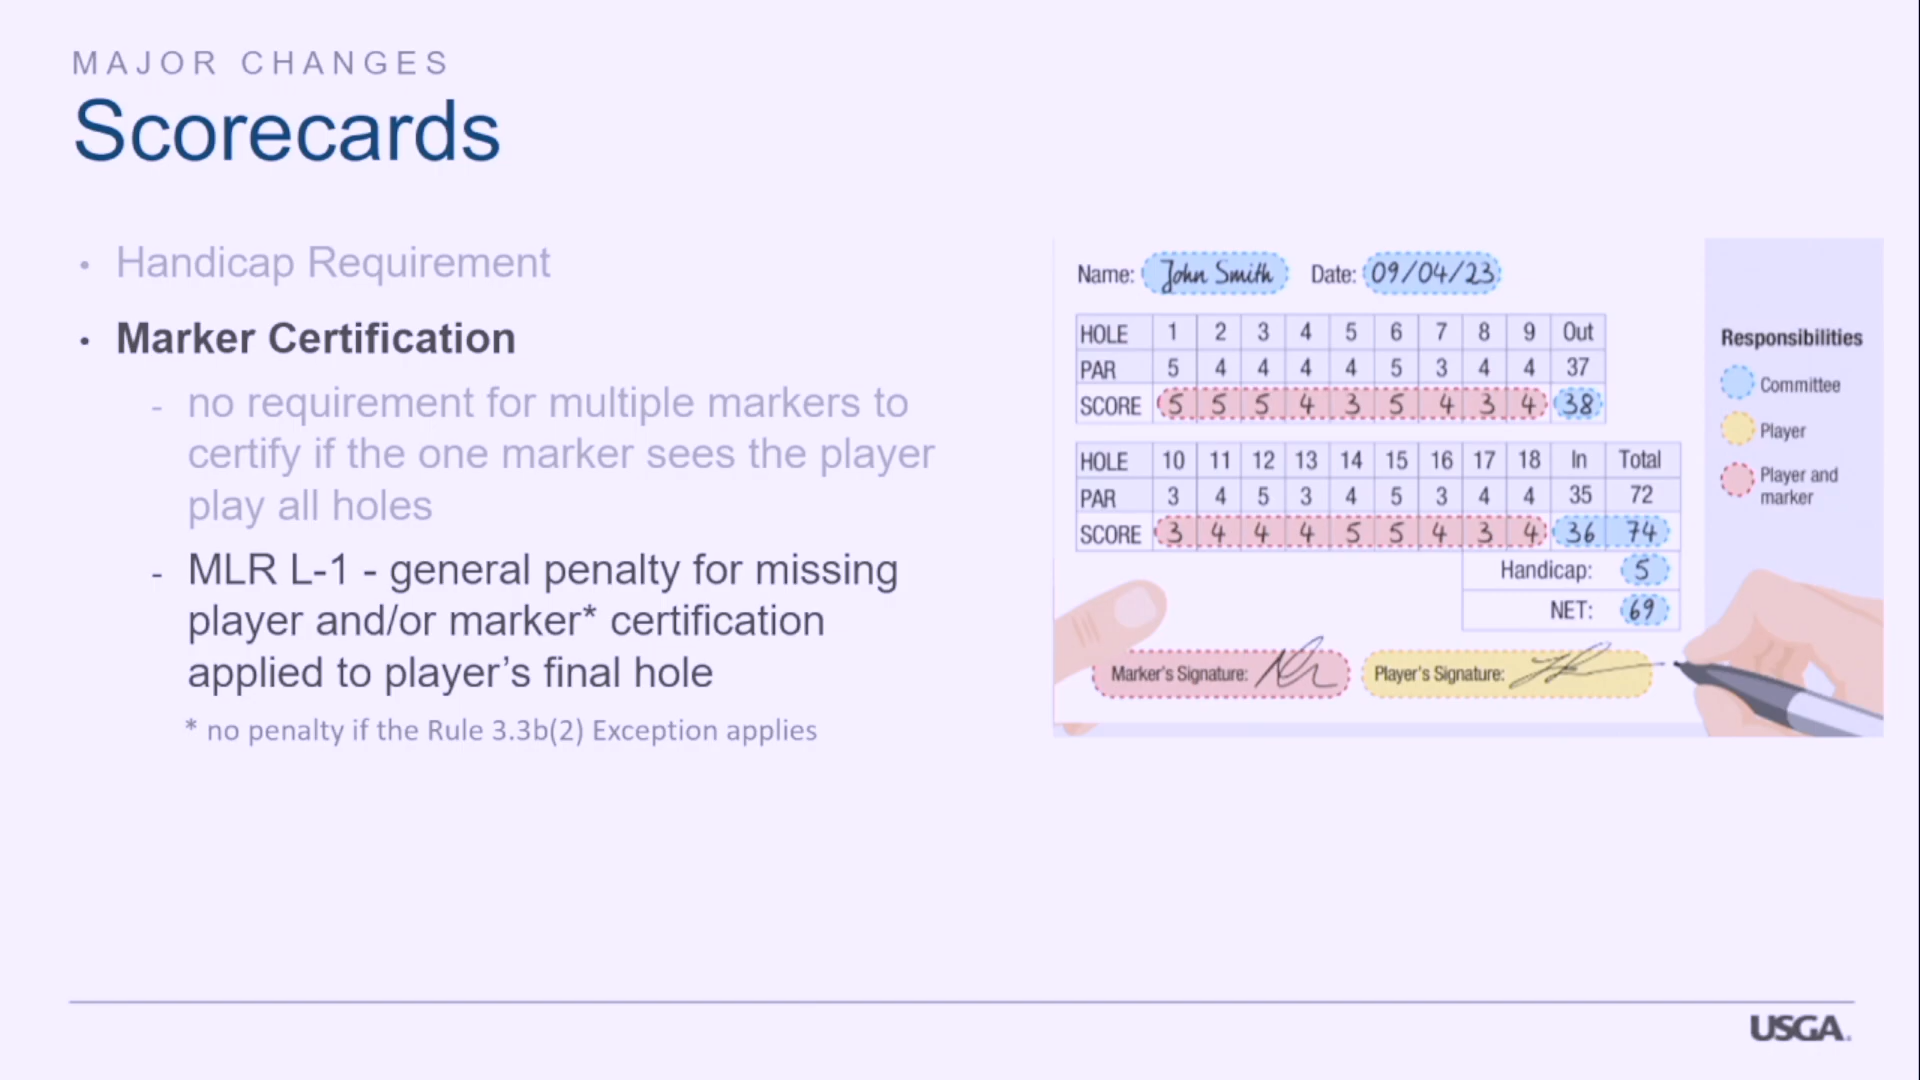 MAJOR CHANGES
Scorecards
• Handicap Requirement
• Marker Certification
- no requirement for multiple markers to
certify if the one marker sees the player
play all holes
- MLR L-1 - general penalty for missing
player and/or marker* certification
applied to player's final hole
* no penalty if the Rule 3.3b(2) Exception applies
Name: John Smith Date: 09/04/23
HOLE 1 2 3 4 5 6 7 8 9 Out
PAR 5 4 4 4 4 5 3 4 4 37
SCORE 5 5 5 4 3 5 4 3 4 38
HOLE 10 11 12 13 14 15 16 17 18 In Total
PAR 3 4 5 3 4 5 3 4 4 35 72
SCORE 3 4 4 4 5 5 4 3 4 36 74
Handicap: 5
NET: 69
Marker's Signature: Player's Signature:
Responsibilities
Committee
Player
Player and
marker
USGA.